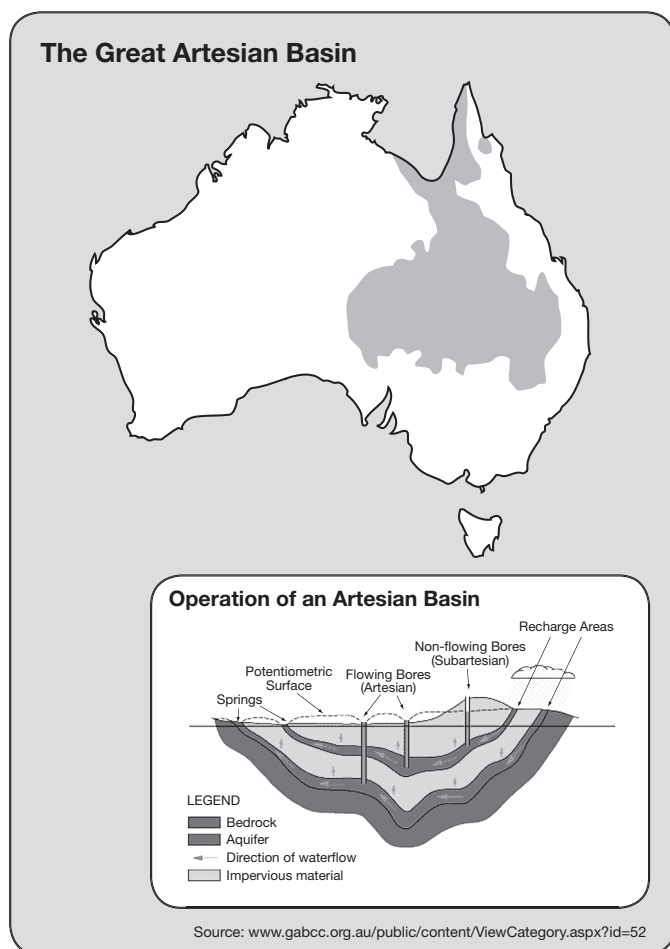 The Great Artesian Basin
Operation of an Artesian Basin
Recharge Areas
Non-flowing Bores
(Subartesian)
Potentiometric
Surface
Flowing Bores
(Artesian)
Springs
LEGEND
Bedrock
Aquifer
Direction of waterflow
Impervious material
Source: www.gabcc.org.au/public/content/ViewCategory.aspx?id=52